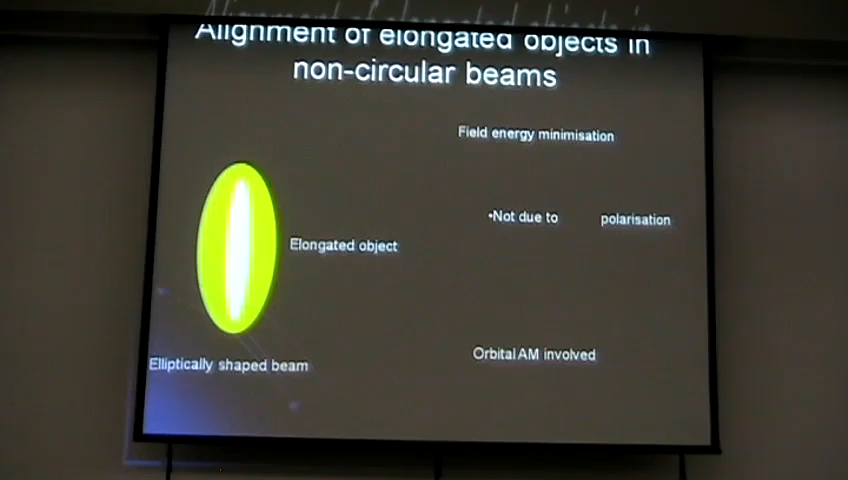 Alignment of elongated objects in
non-circular beams
Field energy minimisation
•Not due to polarisation
Elongated object
Orbital AM involved
Elliptically shaped beam